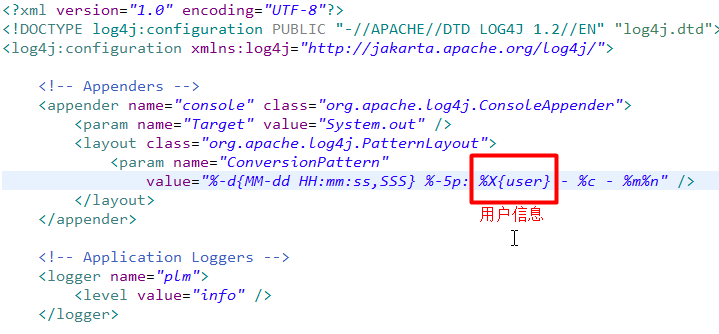 <?xml version="1.0" encoding="UTF-8"?>
<!DOCTYPE log4j:configuration PUBLIC "-//APACHE//DTD LOG4J 1.2//EN" "log4j.dtd">
<log4j:configuration xmlns:log4j="http://jakarta.apache.org/log4j/">
<!-- Appenders -->
<appender name="console" class="org.apache.log4j.ConsoleAppender">
<param name="Target" value="System.out" />
<layout class="org.apache.log4j.PatternLayout">
<param name="ConversionPattern"
value="%-d{MM-dd HH:mm:ss,SSS} %-5p: %X{user} - %c - %m%n" />
</layout>
用户信息
</appender>
<!-- Application Loggers -->
<logger name="plm">
<level value="info" />
</logger>